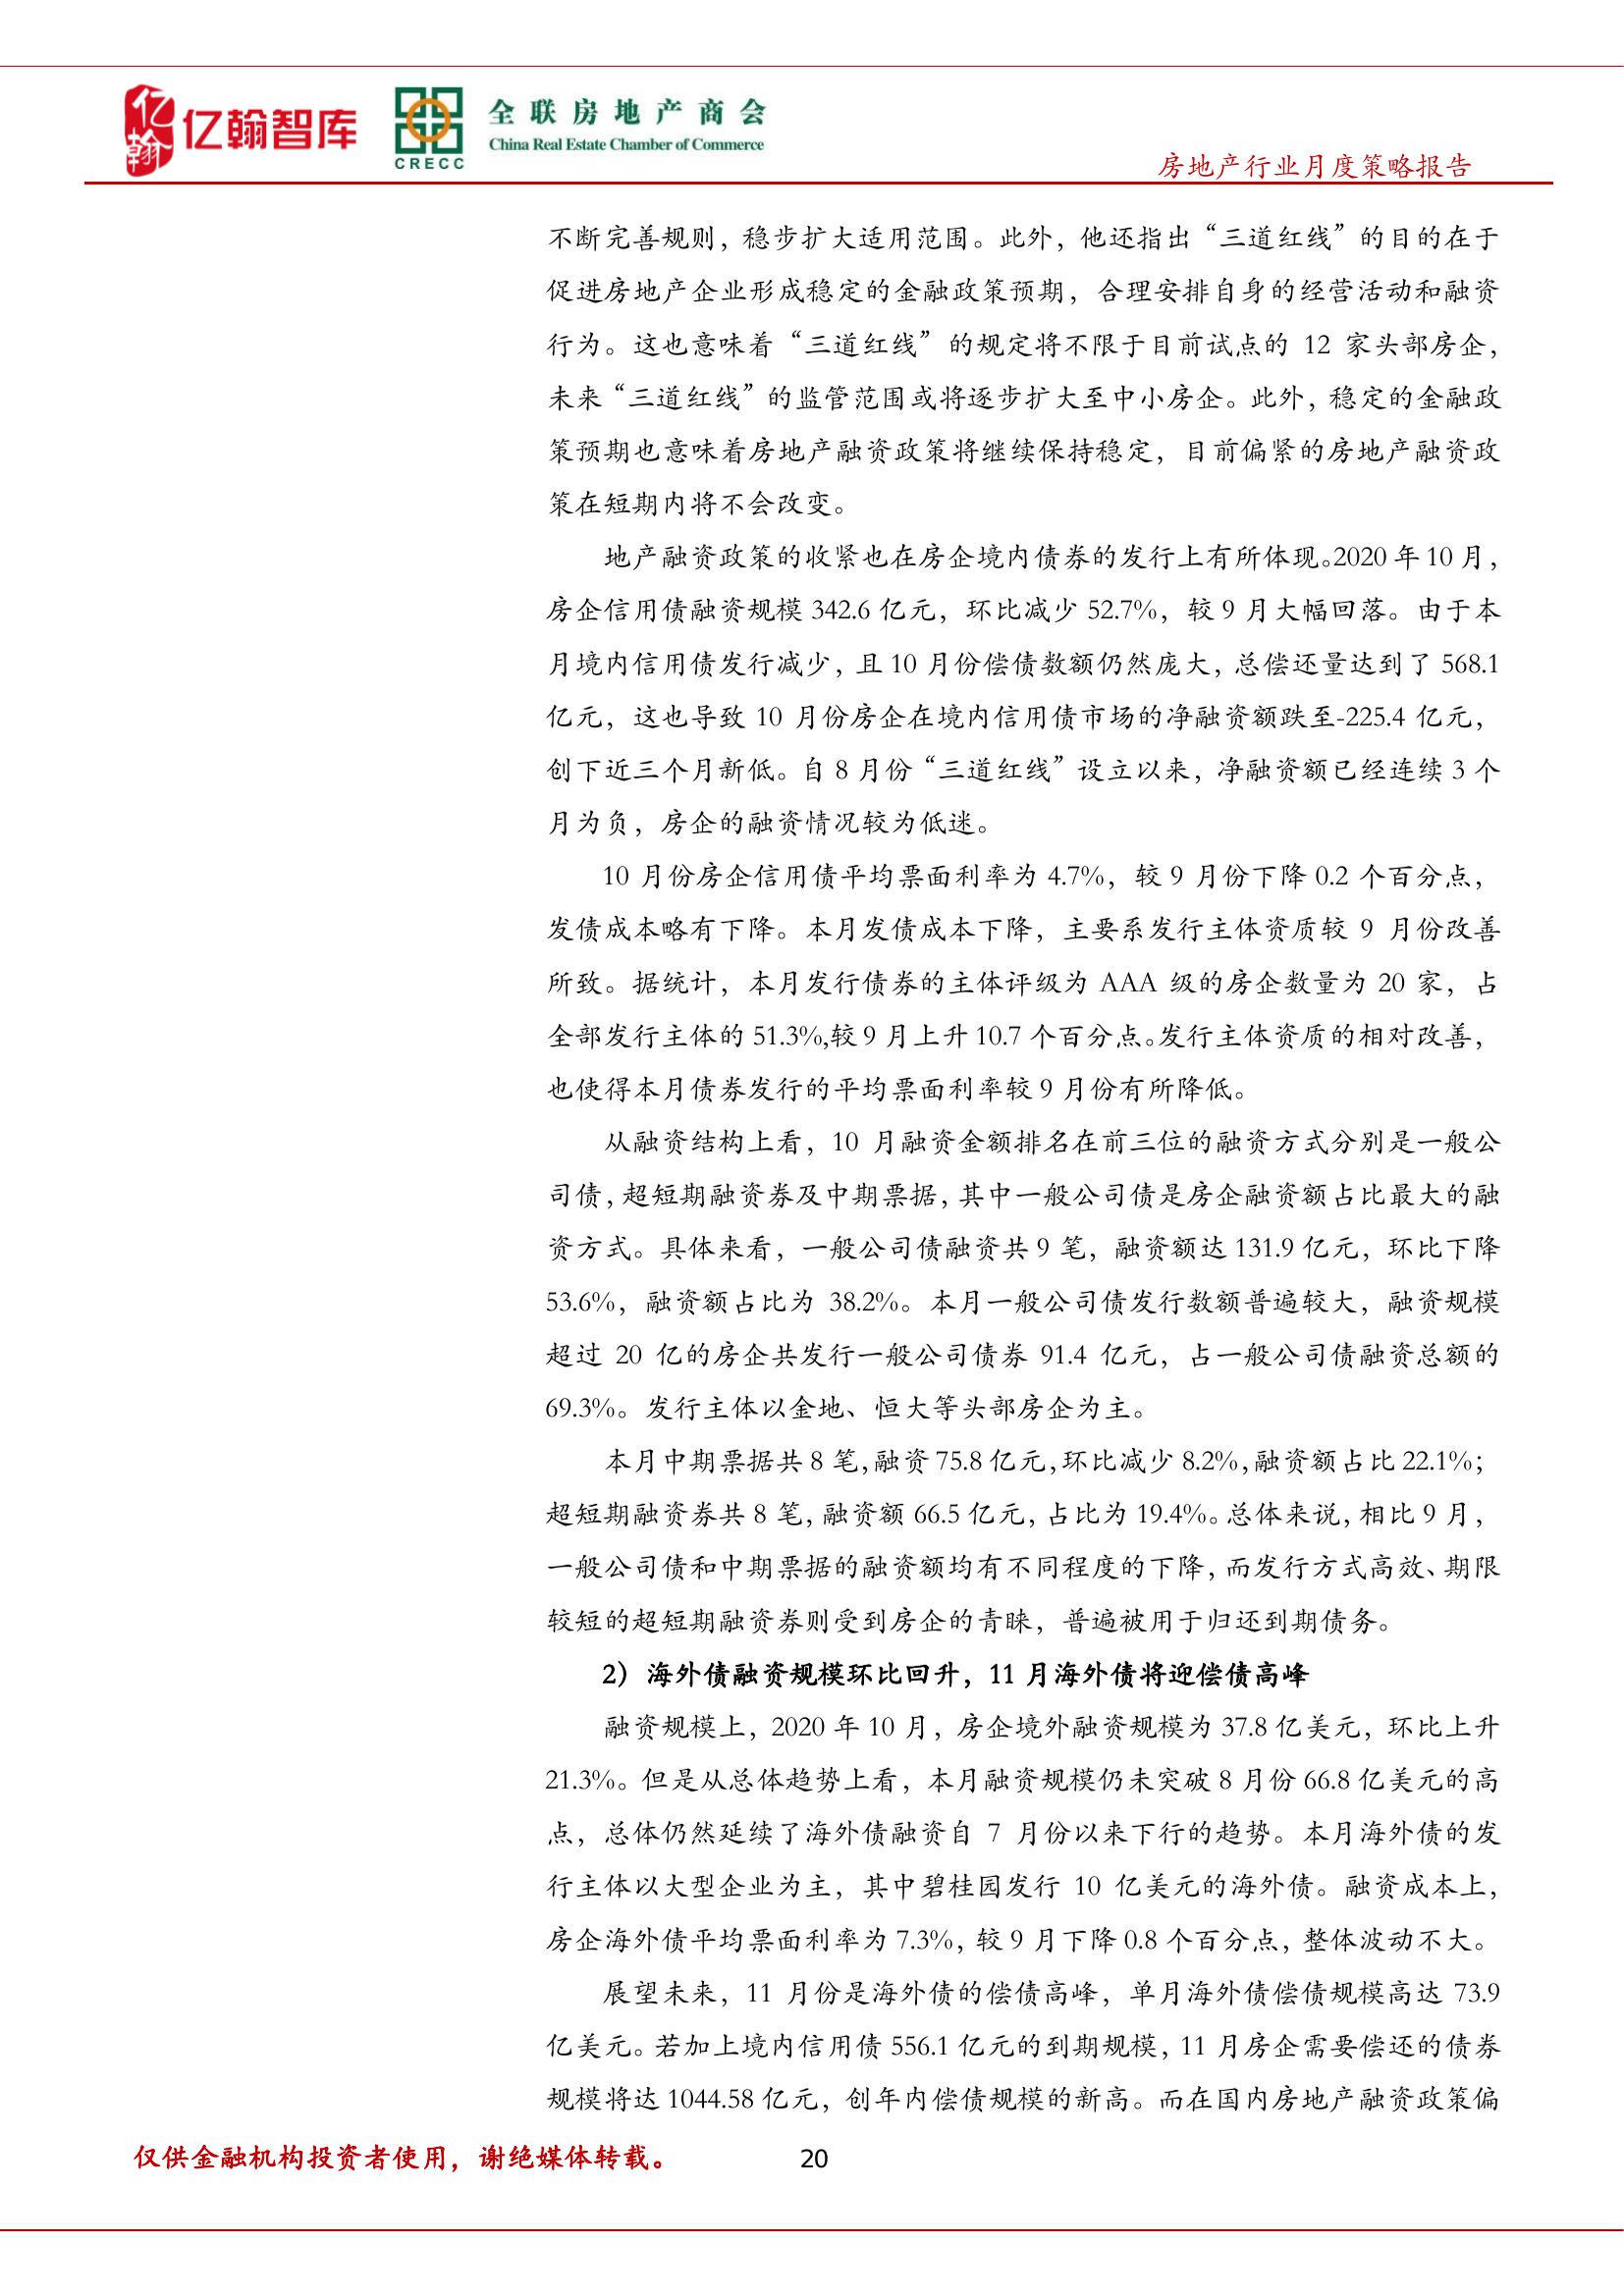 亿翰
亿翰智库
CRECC
全联房地产商会
China Real Estate Chamber of Commerce
房地产行业月度策略报告
不断完善规则，稳步扩大适用范围。此外，他还指出“三道红线”的目的在于
促进房地产企业形成稳定的金融政策预期，合理安排自身的经营活动和融资
行为。这也意味着“三道红线”的规定将不限于目前试点的 12 家头部房企，
未来“三道红线”的监管范围或将逐步扩大至中小房企。此外，稳定的金融政
策预期也意味着房地产融资政策将继续保持稳定，目前偏紧的房地产融资政
策在短期内将不会改变。
地产融资政策的收紧也在房企境内债券的发行上有所体现。2020 年 10 月，
房企信用债融资规模 342.6 亿元，环比减少 52.7%，较 9 月大幅回落。由于本
月境内信用债发行减少，且 10 月份偿债数额仍然庞大，总偿还量达到了 568.1
亿元，这也导致 10 月份房企在境内信用债市场的净融资额跌至-225.4 亿元，
创下近三个月新低。自 8 月份“三道红线”设立以来，净融资额已经连续 3 个
月为负，房企的融资情况较为低迷。
10 月份房企信用债平均票面利率为 4.7%，较 9 月份下降 0.2 个百分点，
发债成本略有下降。本月发债成本下降，主要系发行主体资质较 9 月份改善
所致。据统计，本月发行债券的主体评级为 AAA 级的房企数量为 20 家，占
全部发行主体的 51.3%,较 9 月上升 10.7 个百分点。发行主体资质的相对改善，
也使得本月债券发行的平均票面利率较 9 月份有所降低。
从融资结构上看，10 月融资金额排名在前三位的融资方式分别是一般公
司债，超短期融资券及中期票据，其中一般公司债是房企融资额占比最大的融
资方式。具体来看，一般公司债融资共 9 笔，融资额达 131.9 亿元，环比下降
53.6%，融资额占比为 38.2%。本月一般公司债发行数额普遍较大，融资规模
超过 20 亿的房企共发行一般公司债券 91.4 亿元，占一般公司债融资总额的
69.3%。发行主体以金地、恒大等头部房企为主。
本月中期票据共 8 笔，融资 75.8 亿元，环比减少 8.2%，融资额占比 22.1%；
超短期融资券共 8 笔，融资额 66.5 亿元，占比为 19.4%。总体来说，相比 9 月，
一般公司债和中期票据的融资额均有不同程度的下降，而发行方式高效、期限
较短的超短期融资券则受到房企的青睐，普遍被用于归还到期债务。
2）海外债融资规模环比回升，11 月海外债将迎偿债高峰
融资规模上，2020 年 10 月，房企境外融资规模为 37.8 亿美元，环比上升
21.3%。但是从总体趋势上看，本月融资规模仍未突破 8 月份 66.8 亿美元的高
点，总体仍然延续了海外债融资自 7 月份以来下行的趋势。本月海外债的发
行主体以大型企业为主，其中碧桂园发行 10 亿美元的海外债。融资成本上，
房企海外债平均票面利率为 7.3%，较 9 月下降 0.8 个百分点，整体波动不大。
展望未来，11 月份是海外债的偿债高峰，单月海外债偿债规模高达 73.9
亿美元。若加上境内信用债 556.1 亿元的到期规模，11 月房企需要偿还的债券
规模将达 1044.58 亿元，创年内偿债规模的新高。而在国内房地产融资政策偏
仅供金融机构投资者使用，谢绝媒体转载。
20